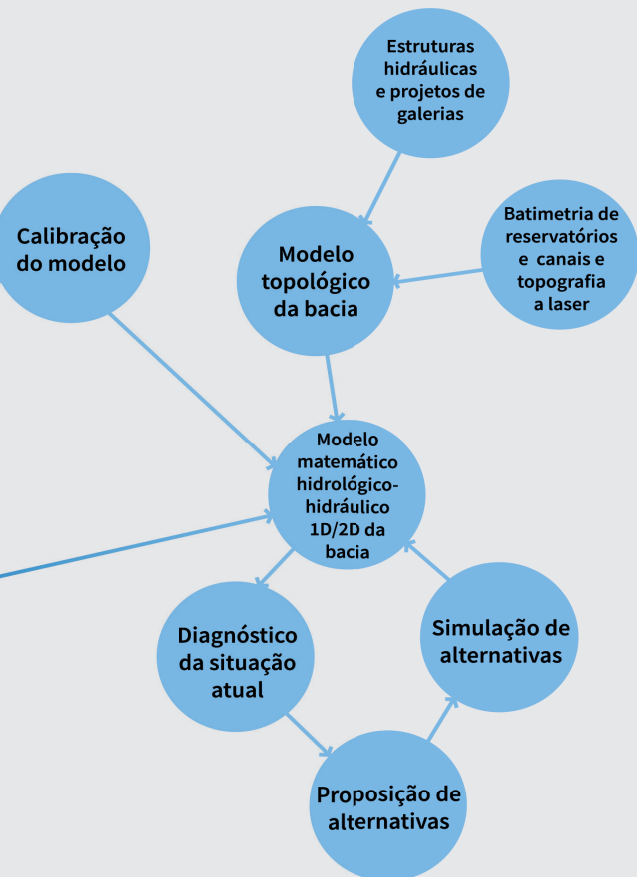 Estruturas
hidráulicas
e projetos de
galerias
Calibração
do modelo
Modelo
topológico
da bacia
Batimetria de
reservatórios
e canais e
topografia
a laser
Modelo
matemático
hidrológico-
hidráulico
1D/2D da
bacia
Diagnóstico
da situação
atual
Simulação de
alternativas
Proposição de
alternativas